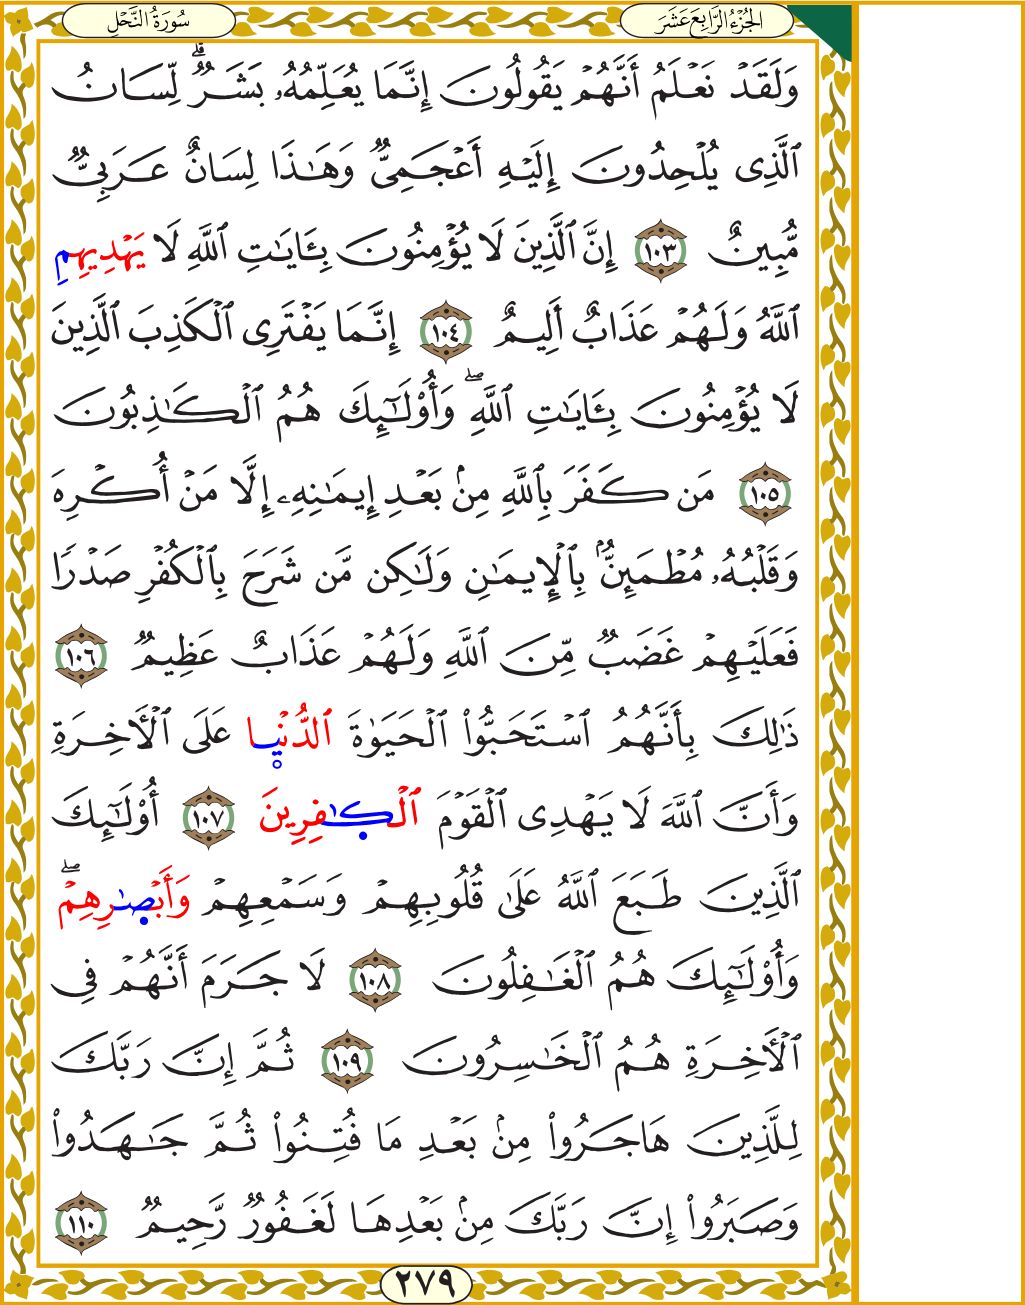 سُورَةُ النَّحْلِ
الجُزْءُ الرَّابِعَ عَشَرَ
وَلَقَدْ نَعْلَمُ أَنَّهُمْ يَقُولُونَ إِنَّمَا يُعَلِّمُهُۥ بَشَرٌۗ لِّسَانُ
ٱلَّذِى يُلْحِدُونَ إِلَيْهِ أَعْجَمِىٌّ وَهَـٰذَا لِسَانٌ عَرَبِىٌّ
مُّبِينٌ ١٠٣ إِنَّ ٱلَّذِينَ لَا يُؤْمِنُونَ بِـَٔايَـٰتِ ٱللَّهِ لَا يَهْدِيهِمِ
ٱللَّهُ وَلَهُمْ عَذَابٌ أَلِيمٌ ١٠٤ إِنَّمَا يَفْتَرِى ٱلْكَذِبَ ٱلَّذِينَ
لَا يُؤْمِنُونَ بِـَٔايَـٰتِ ٱللَّهِۖ وَأُوْلَـٰٓئِكَ هُمُ ٱلْكَـٰذِبُونَ
١٠٥ مَن كَفَرَ بِٱللَّهِ مِنۢ بَعْدِ إِيمَـٰنِهِۦ إِلَّا مَنْ أُكْرِهَ
وَقَلْبُهُۥ مُطْمَئِنٌّۢ بِٱلْإِيمَـٰنِ وَلَـٰكِن مَّن شَرَحَ بِٱلْكُفْرِ صَدْرًا
فَعَلَيْهِمْ غَضَبٌ مِّنَ ٱللَّهِ وَلَهُمْ عَذَابٌ عَظِيمٌ ١٠٦
ذَٰلِكَ بِأَنَّهُمُ ٱسْتَحَبُّوا۟ ٱلْحَيَوٰةَ ٱلدُّنْيا عَلَى ٱلْـَٔاخِرَةِ
وَأَنَّ ٱللَّهَ لَا يَهْدِى ٱلْقَوْمَ ٱلْكَـٰفِرِينَ ١٠٧ أُوْلَـٰٓئِكَ
ٱلَّذِينَ طَبَعَ ٱللَّهُ عَلَىٰ قُلُوبِهِمْ وَسَمْعِهِمْ وَأَبْصَـٰرِهِمْۖ
وَأُوْلَـٰٓئِكَ هُمُ ٱلْغَـٰفِلُونَ ١٠٨ لَا جَرَمَ أَنَّهُمْ فِى
ٱلْـَٔاخِرَةِ هُمُ ٱلْخَـٰسِرُونَ ١٠٩ ثُمَّ إِنَّ رَبَّكَ
لِلَّذِينَ هَاجَرُوا۟ مِنۢ بَعْدِ مَا فُتِنُوا۟ ثُمَّ جَـٰهَدُوا۟
وَصَبَرُوٓا۟ إِنَّ رَبَّكَ مِنۢ بَعْدِهَا لَغَفُورٌ رَّحِيمٌ ١١٠
٢٧٩